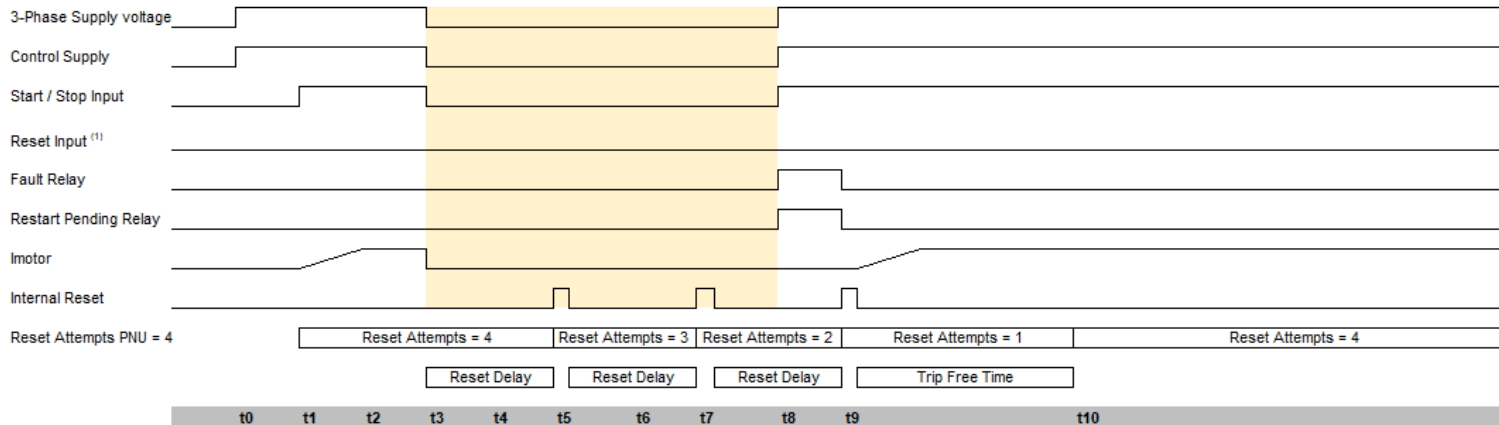 3-Phase Supply voltage
Control Supply
Start / Stop Input
Reset Input (1)
Fault Relay
Restart Pending Relay
Imotor
Internal Reset
Reset Attempts PNU = 4 Reset Attempts = 4 Reset Attempts = 3 Reset Attempts = 2 Reset Attempts = 1 Reset Attempts = 4
Reset Delay Reset Delay Reset Delay Trip Free Time
t0 t1 t2 t3 t4 t5 t6 t7 t8 t9 t10